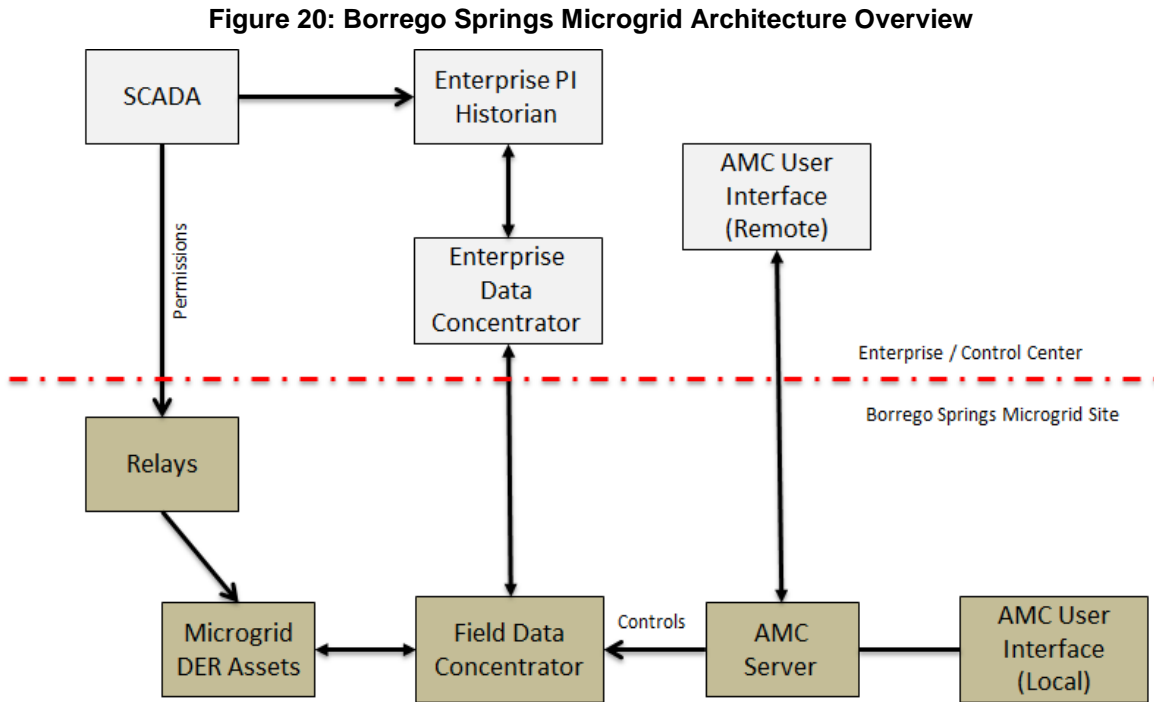 Figure 20: Borrego Springs Microgrid Architecture Overview
SCADA
Enterprise PI
Historian
AMC User
Interface
(Remote)
Permissions
Enterprise
Data
Concentrator
Enterprise / Control Center
Borrego Springs Microgrid Site
Relays
Microgrid
DER Assets
Field Data
Concentrator
Controls
AMC
Server
AMC User
Interface
(Local)